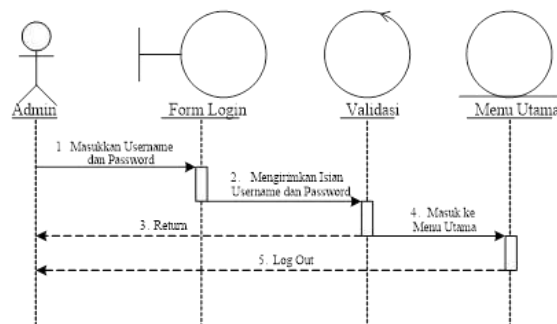 Admin
Form Login
Validasi
Menu Utama
1 Masukkan Username
dan Password
2. Mengirimkan Isian
Username dan Password
3. Return
4. Masuk ke
Menu Utama
5. Log Out